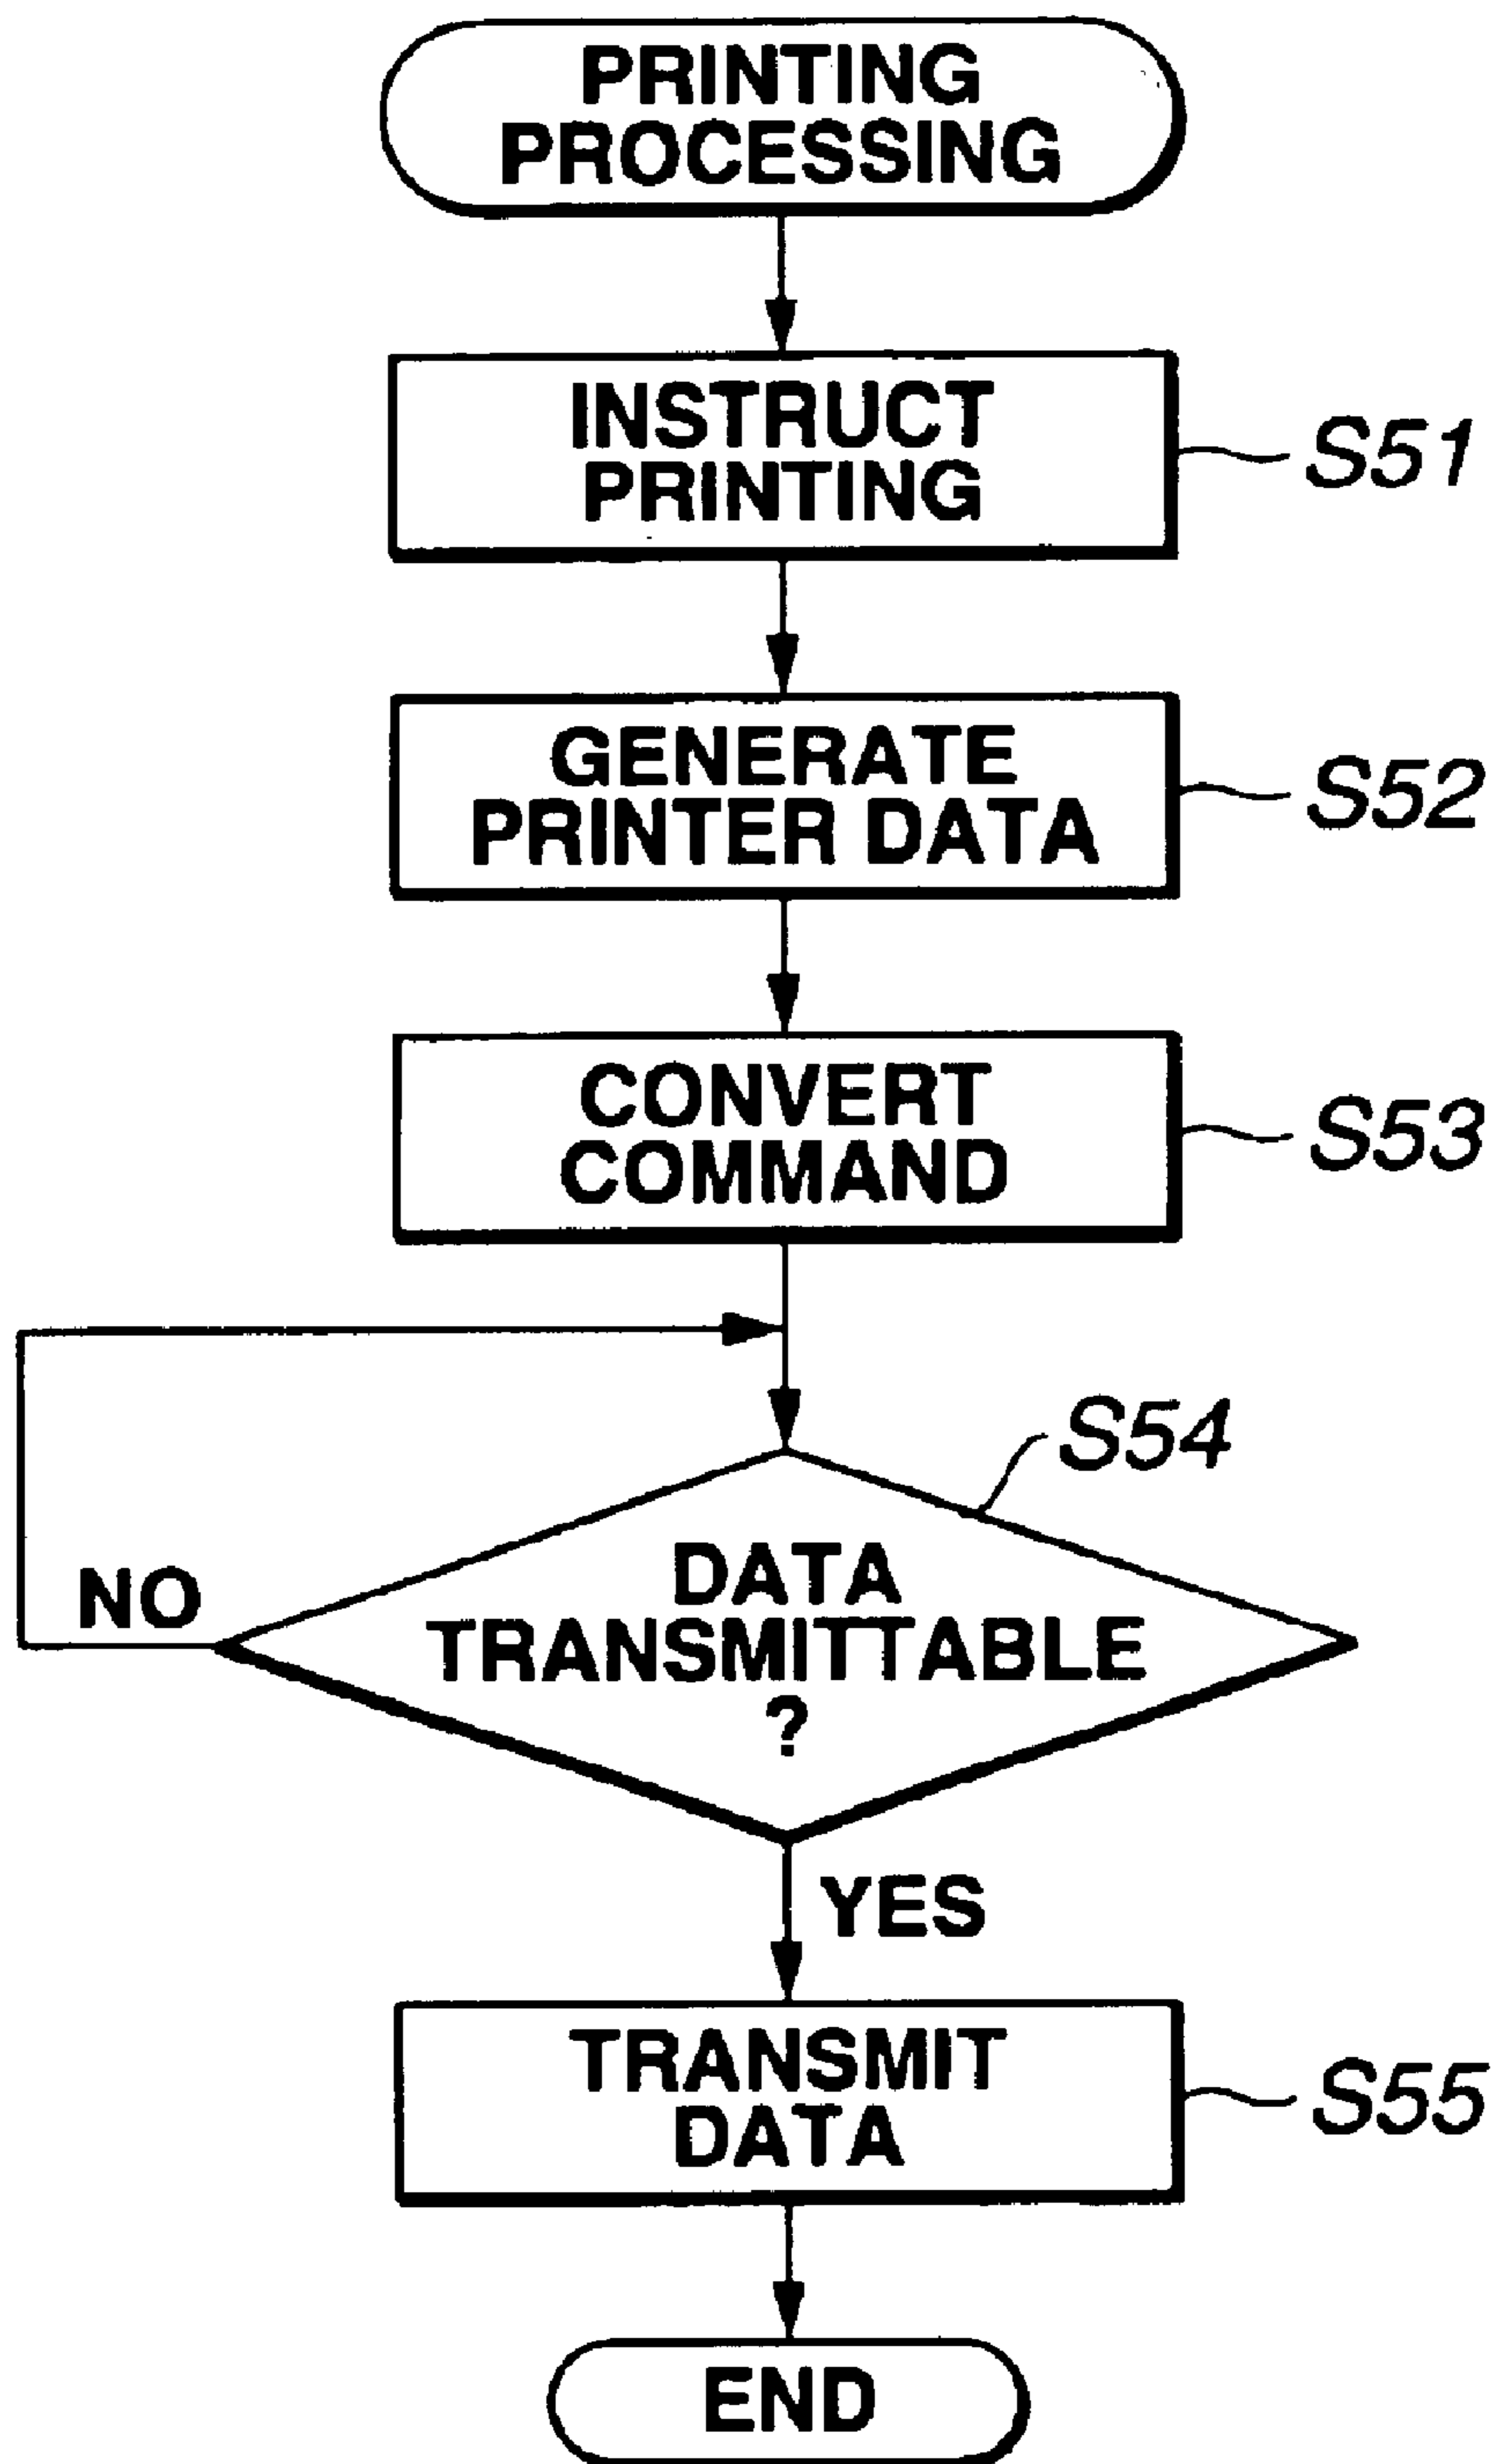 PRINTING
PROCESSING
INSTRUCT
PRINTING
S51
GENERATE
PRINTER DATA
S52
CONVERT
COMMAND
S53
S54
DATA
TRANSMITTABLE
?
NO
YES
TRANSMIT
DATA
S55
END